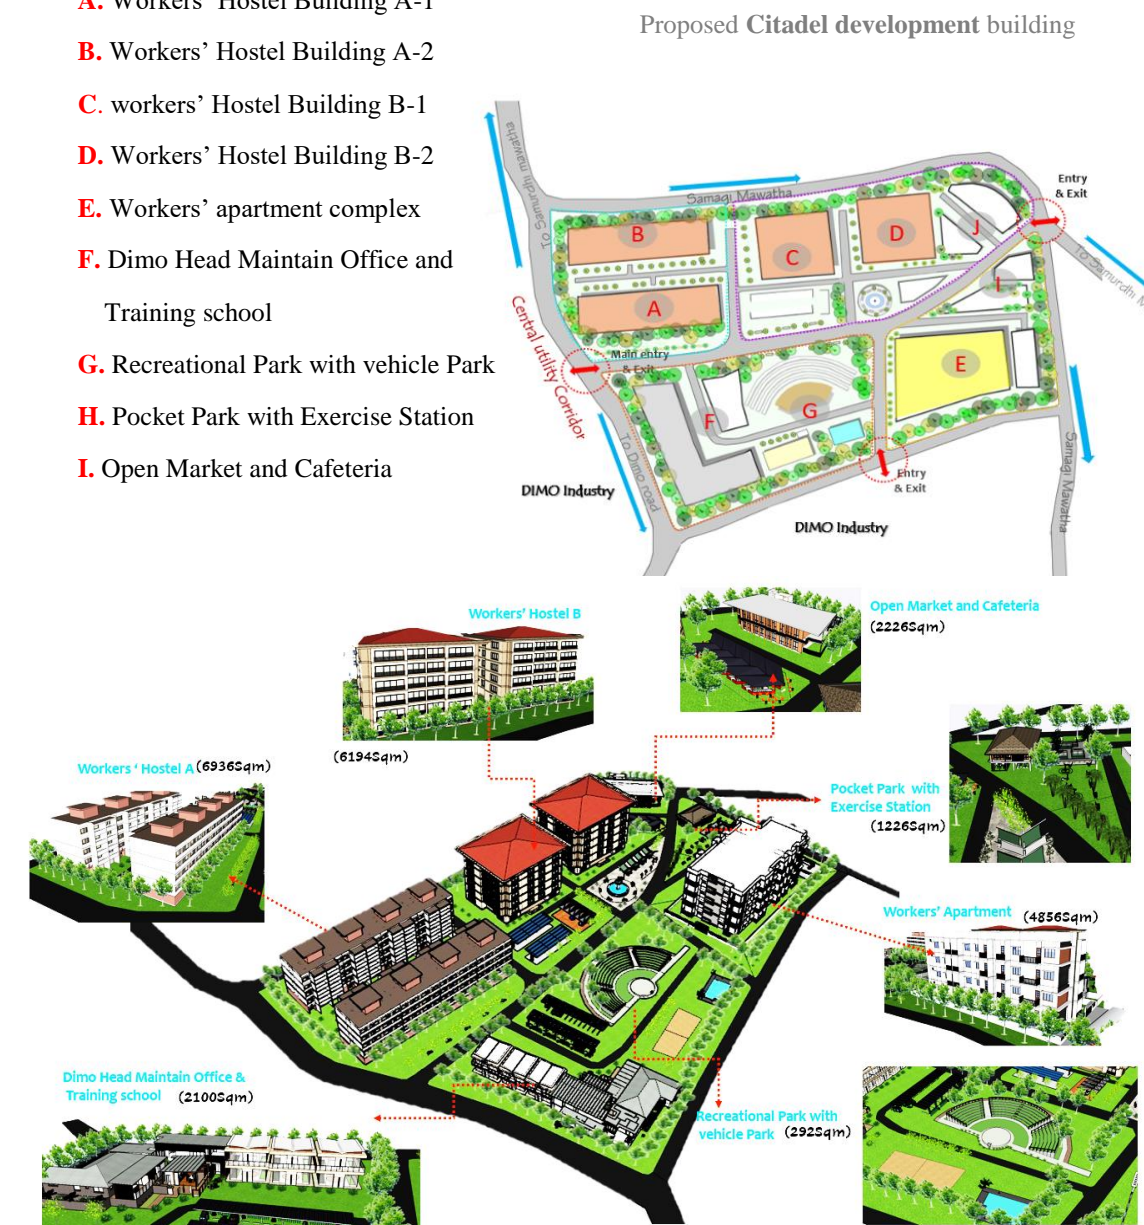 A. Workers' Hostel Building A-1
B. Workers' Hostel Building A-2
C. workers' Hostel Building B-1
D. Workers' Hostel Building B-2
E. Workers' apartment complex
F. Dimo Head Maintain Office and
Training school
G. Recreational Park with vehicle Park
H. Pocket Park with Exercise Station
I. Open Market and Cafeteria
Proposed Citadel development building
To Samurdhi mawatha
Samagi Mawatha
Entry
& Exit
To Samurdhi M
B
C
D
J
I
A
E
F
G
Central utility Corridor
Main entry
& Exit
To Dimo road
Entry
& Exit
Samagi Mawatha
DIMO Industry
DIMO Industry
Workers' Hostel B
(6194Sqm)
Open Market and Cafeteria
(2226Sqm)
Workers ' Hostel A (6936Sqm)
Pocket Park with
Exercise Station
(1226Sqm)
Workers' Apartment (4856Sqm)
Dimo Head Maintain Office &
Training school (2100Sqm)
Recreational Park with
vehicle Park (292Sqm)